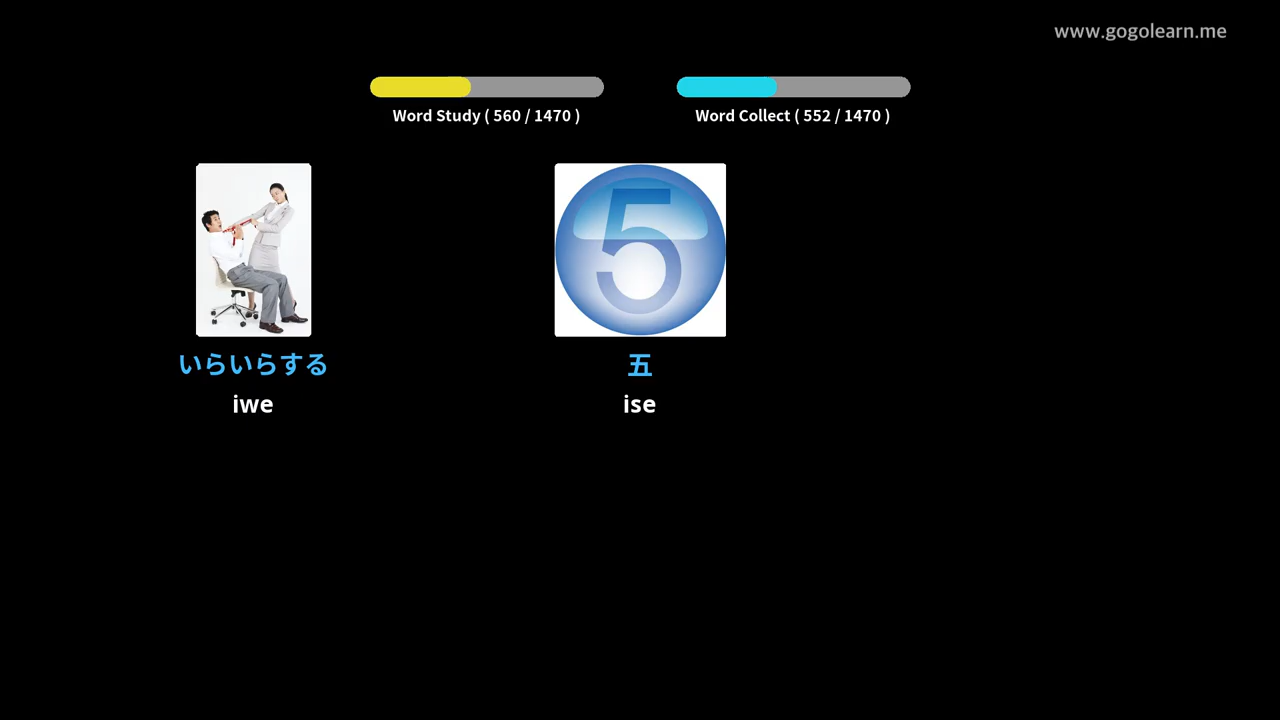 www.gogolearn.me
Word Study ( 560 / 1470 )
Word Collect ( 552 / 1470 )
5
いらいらする
五
iwe
ise